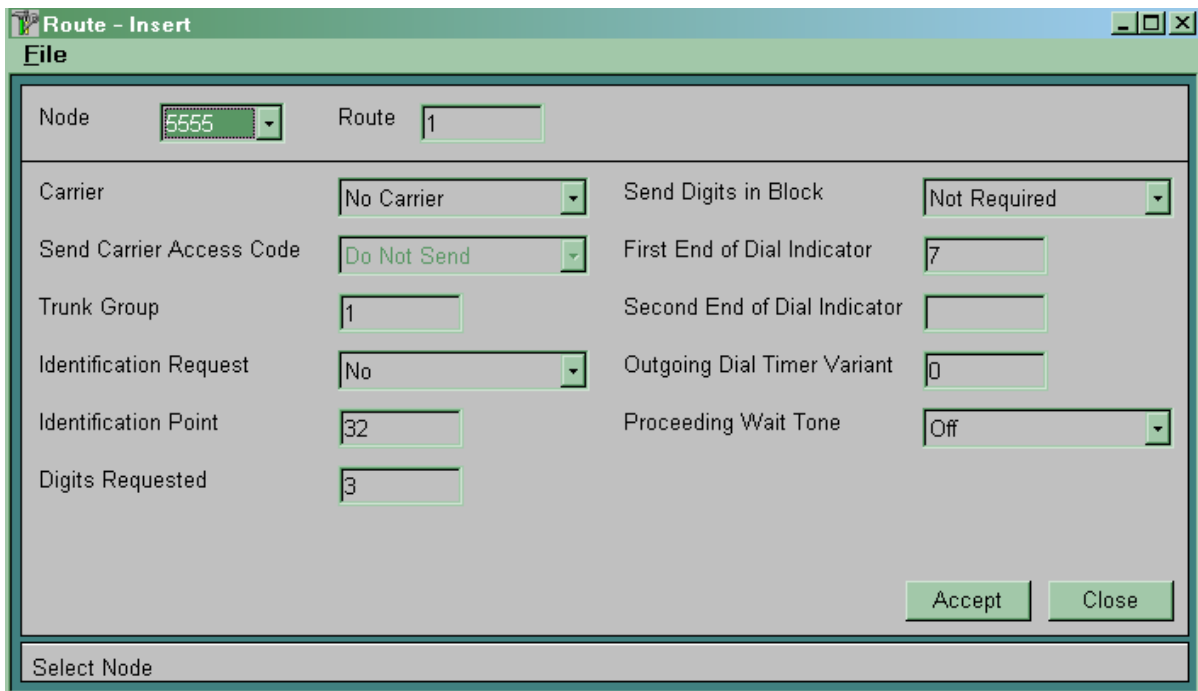 Route - Insert
File
Node 5555 Route 1
Carrier No Carrier Send Digits in Block Not Required
Send Carrier Access Code Do Not Send First End of Dial Indicator 7
Trunk Group 1 Second End of Dial Indicator
Identification Request No Outgoing Dial Timer Variant 0
Identification Point 32 Proceeding Wait Tone Off
Digits Requested 3
Accept Close
Select Node